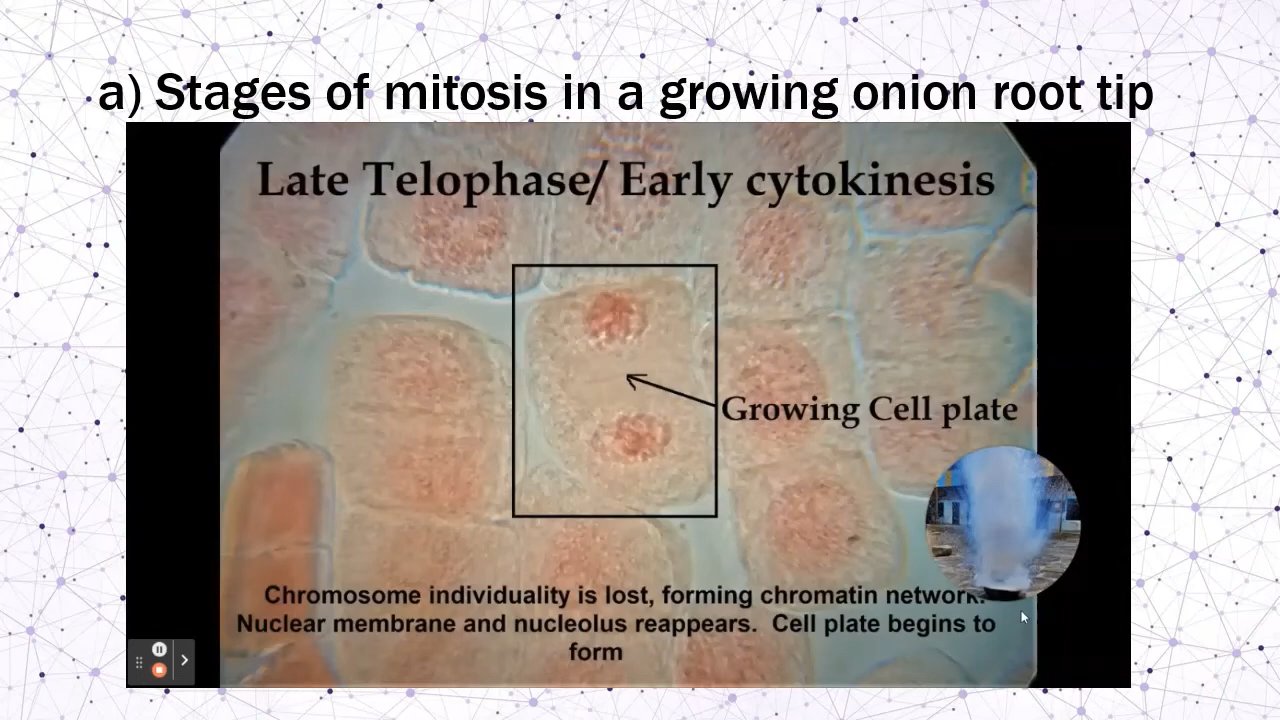 a) Stages of mitosis in a growing onion root tip
Late Telophase/ Early cytokinesis
Growing Cell plate
Chromosome individuality is lost, forming chromatin network.
Nuclear membrane and nucleolus reappears. Cell plate begins to
form